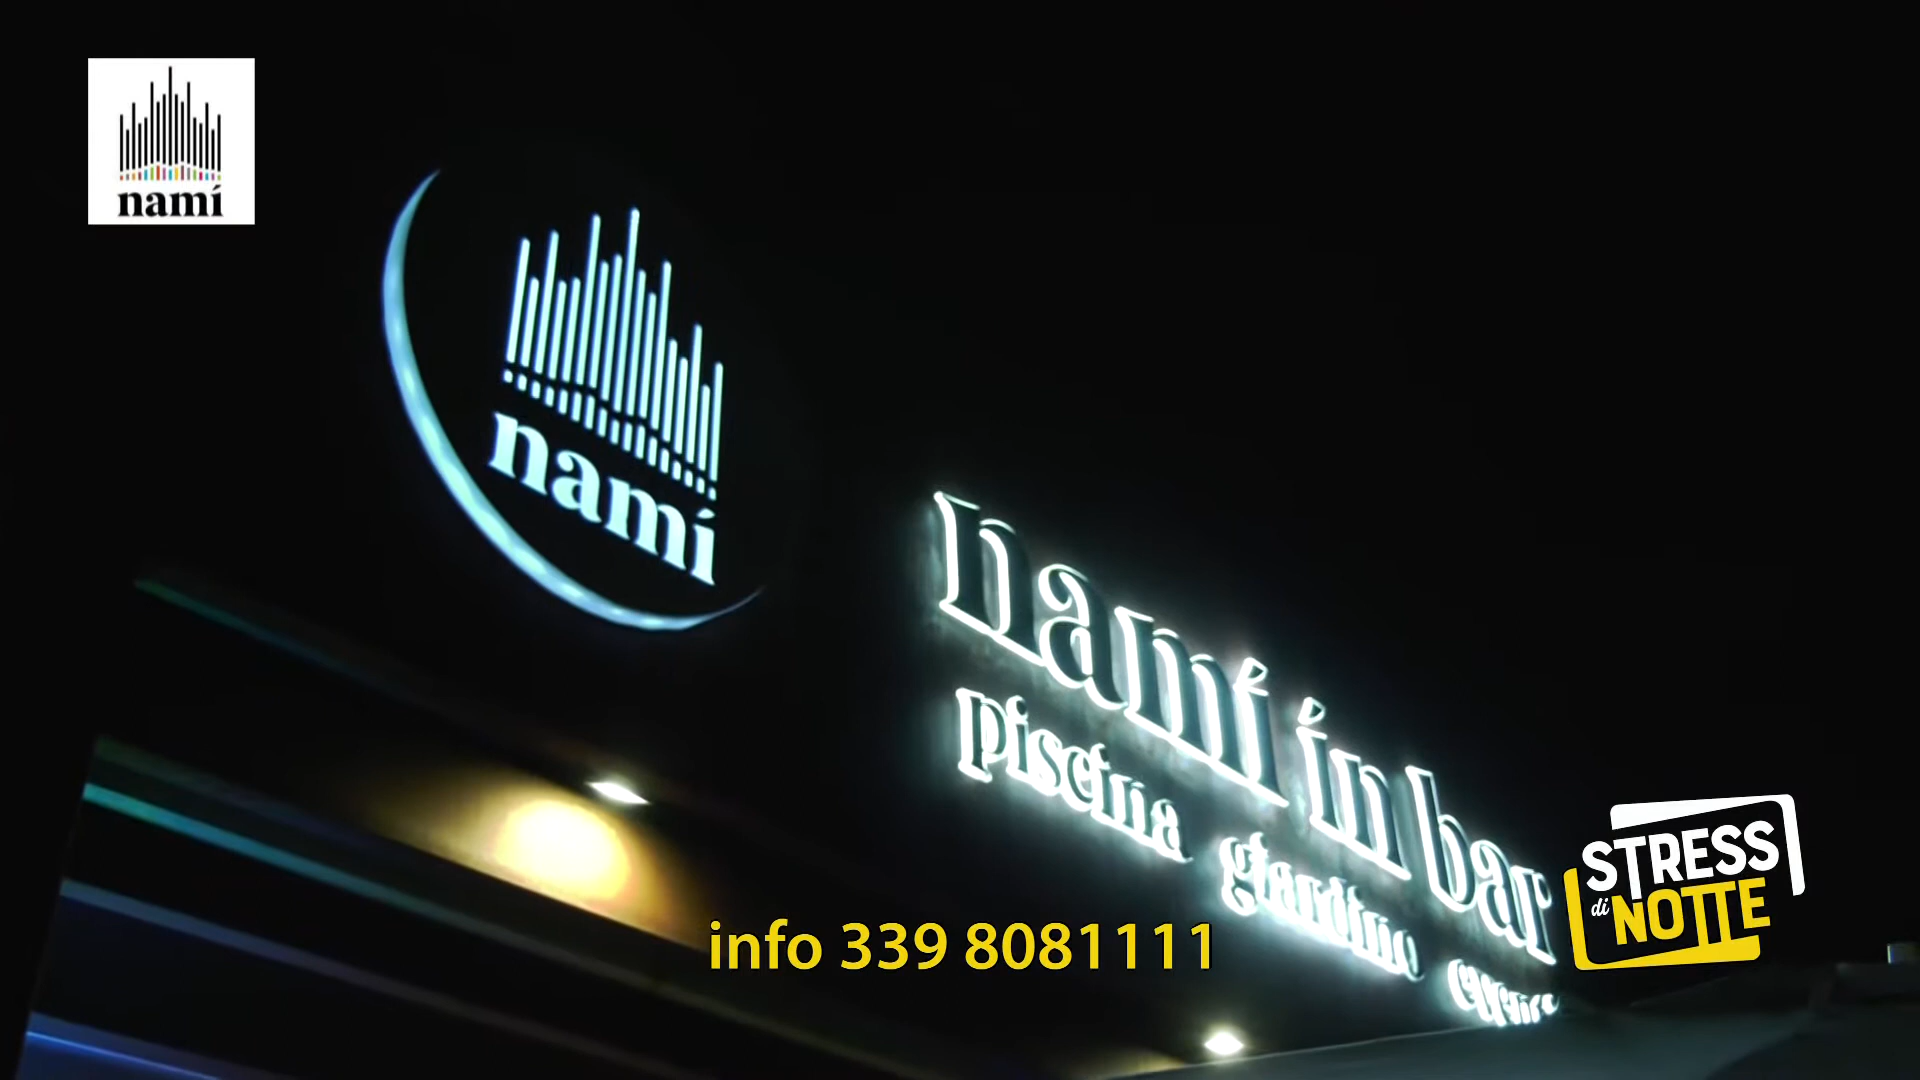 namí
namí
namí in bar
piscina giardino
STRESS
di NOTTE
info 339 8081111